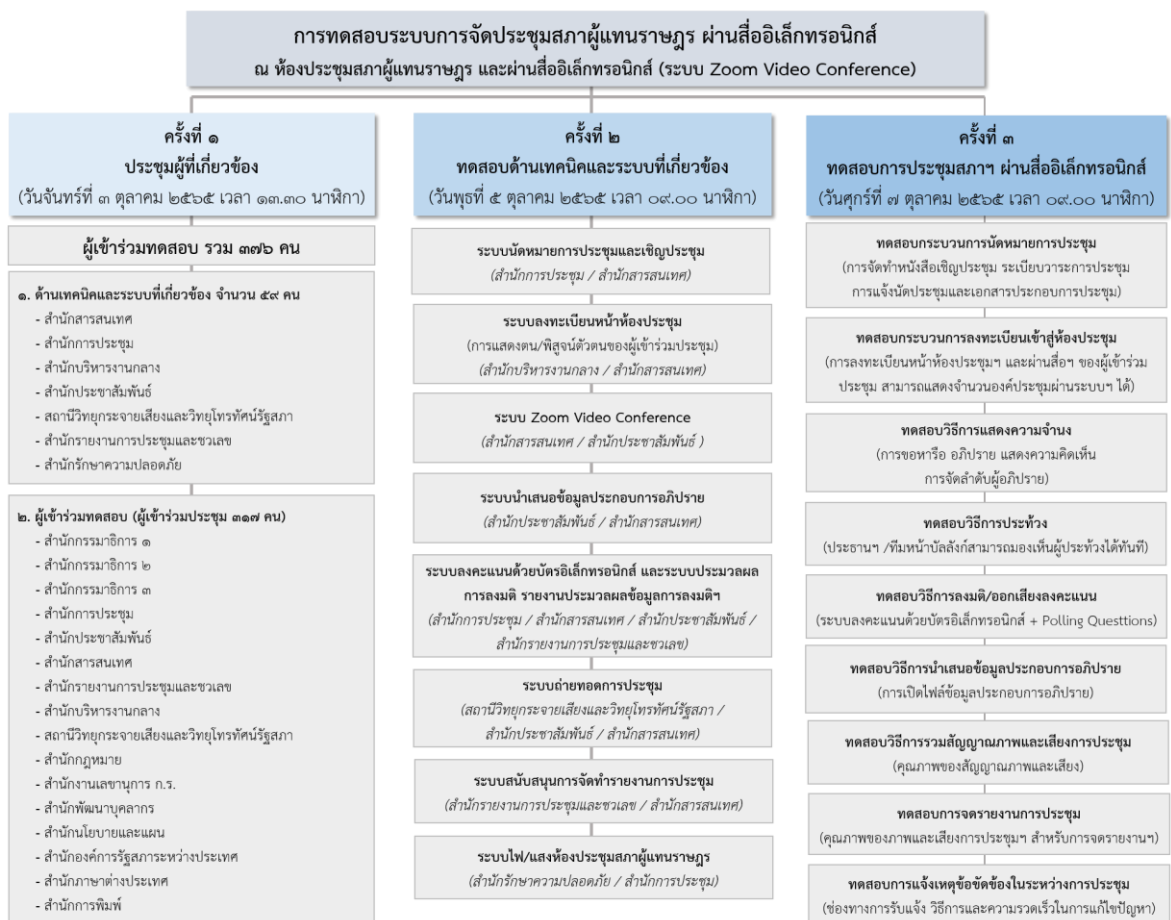 การทดสอบระบบการจัดประชุมสภาผู้แทนราษฎร ผ่านสื่ออิเล็กทรอนิกส์
ณ ห้องประชุมสภาผู้แทนราษฎร และผ่านสื่ออิเล็กทรอนิกส์ (ระบบ Zoom Video Conference)
ครั้งที่ ๑
ประชุมผู้ที่เกี่ยวข้อง
(วันจันทร์ที่ ๓ ตุลาคม ๒๕๖๕ เวลา ๑๓.๓๐ นาฬิกา)
ผู้เข้าร่วมทดสอบ รวม ๓๗๖ คน
๑. ด้านเทคนิคและระบบที่เกี่ยวข้อง จำนวน ๕๙ คน
- สำนักสารสนเทศ
- สำนักการประชุม
- สำนักบริหารงานกลาง
- สำนักประชาสัมพันธ์
- สถานีวิทยุกระจายเสียงและวิทยุโทรทัศน์รัฐสภา
- สำนักรายงานการประชุมและชวเลข
- สำนักรักษาความปลอดภัย
๒. ผู้เข้าร่วมทดสอบ (ผู้เข้าร่วมประชุม ๓๑๗ คน)
- สำนักกรรมาธิการ ๑
- สำนักกรรมาธิการ ๒
- สำนักกรรมาธิการ ๓
- สำนักการประชุม
- สำนักประชาสัมพันธ์
- สำนักสารสนเทศ
- สำนักรายงานการประชุมและชวเลข
- สำนักบริหารงานกลาง
- สถานีวิทยุกระจายเสียงและวิทยุโทรทัศน์รัฐสภา
- สำนักกฎหมาย
- สำนักงานเลขานุการ ก.ร.
- สำนักพัฒนาบุคลากร
- สำนักนโยบายและแผน
- สำนักองค์การรัฐสภาระหว่างประเทศ
- สำนักภาษาต่างประเทศ
- สำนักการพิมพ์
ครั้งที่ ๒
ทดสอบด้านเทคนิคและระบบที่เกี่ยวข้อง
(วันพุธที่ ๕ ตุลาคม ๒๕๖๕ เวลา ๐๙.๐๐ นาฬิกา)
ระบบนัดหมายการประชุมและเชิญประชุม
(สำนักการประชุม / สำนักสารสนเทศ)
ระบบลงทะเบียนหน้าห้องประชุม
(การแสดงตน/พิสูจน์ตัวตนของผู้เข้าร่วมประชุม)
(สำนักบริหารงานกลาง / สำนักสารสนเทศ)
ระบบ Zoom Video Conference
(สำนักสารสนเทศ / สำนักประชาสัมพันธ์ )
ระบบนำเสนอข้อมูลประกอบการอภิปราย
(สำนักประชาสัมพันธ์ / สำนักสารสนเทศ)
ระบบลงคะแนนด้วยบัตรอิเล็กทรอนิกส์ และระบบประมวลผล
การลงมติ รายงานประมวลผลข้อมูลการลงมติฯ
(สำนักการประชุม / สำนักสารสนเทศ / สำนักประชาสัมพันธ์ /
สำนักรายงานการประชุมและชวเลข)
ระบบถ่ายทอดการประชุม
(สถานีวิทยุกระจายเสียงและวิทยุโทรทัศน์รัฐสภา /
สำนักประชาสัมพันธ์ / สำนักสารสนเทศ)
ระบบสนับสนุนการจัดทำรายงานการประชุม
(สำนักรายงานการประชุมและชวเลข / สำนักสารสนเทศ)
ระบบไฟ/แสงห้องประชุมสภาผู้แทนราษฎร
(สำนักรักษาความปลอดภัย / สำนักการประชุม)
ครั้งที่ ๓
ทดสอบการประชุมสภาฯ ผ่านสื่ออิเล็กทรอนิกส์
(วันศุกร์ที่ ๗ ตุลาคม ๒๕๖๕ เวลา ๐๙.๐๐ นาฬิกา)
ทดสอบกระบวนการนัดหมายการประชุม
(การจัดทำหนังสือเชิญประชุม ระเบียบวาระการประชุม
การแจ้งนัดประชุมและเอกสารประกอบการประชุม)
ทดสอบกระบวนการลงทะเบียนเข้าสู่ห้องประชุม
(การลงทะเบียนหน้าห้องประชุมฯ และผ่านสื่อฯ ของผู้เข้าร่วม
ประชุม สามารถแสดงจำนวนองค์ประชุมผ่านระบบฯ ได้)
ทดสอบวิธีการแสดงความจำนง
(การขอหารือ อภิปราย แสดงความคิดเห็น
การจัดลำดับผู้อภิปราย)
ทดสอบวิธีการประท้วง
(ประธานฯ /ทีมหน้าบัลลังก์สามารถมองเห็นผู้ประท้วงได้ทันที)
ทดสอบวิธีการลงมติ/ออกเสียงลงคะแนน
(ระบบลงคะแนนด้วยบัตรอิเล็กทรอนิกส์ + Polling Questtions)
ทดสอบวิธีการนำเสนอข้อมูลประกอบการอภิปราย
(การเปิดไฟล์ข้อมูลประกอบการอภิปราย)
ทดสอบวิธีการรวมสัญญาณภาพและเสียงการประชุม
(คุณภาพของสัญญาณภาพและเสียง)
ทดสอบการจดรายงานการประชุม
(คุณภาพของภาพและเสียงการประชุมฯ สำหรับการจดรายงานฯ)
ทดสอบการแจ้งเหตุข้อขัดข้องในระหว่างการประชุม
(ช่องทางการรับแจ้ง วิธีการและความรวดเร็วในการแก้ไขปัญหา)